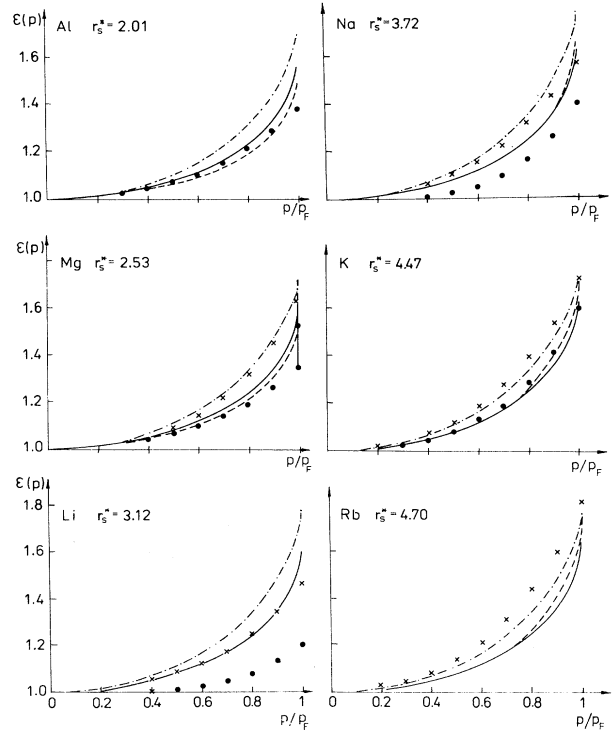 ε(p) Al r_s* = 2.01
1.6
1.4
1.2
1.0
p/p_F
Na r_s* = 3.72
p/p_F
ε(p)
Mg r_s* = 2.53
1.6
1.4
1.2
1.0
p/p_F
K r_s* = 4.47
p/p_F
ε(p)
Li r_s* = 3.12
1.8
1.6
1.4
1.2
1.0
0 0.2 0.4 0.6 0.8 1
p/p_F
Rb r_s* = 4.70
0 0.2 0.4 0.6 0.8 1
p/p_F